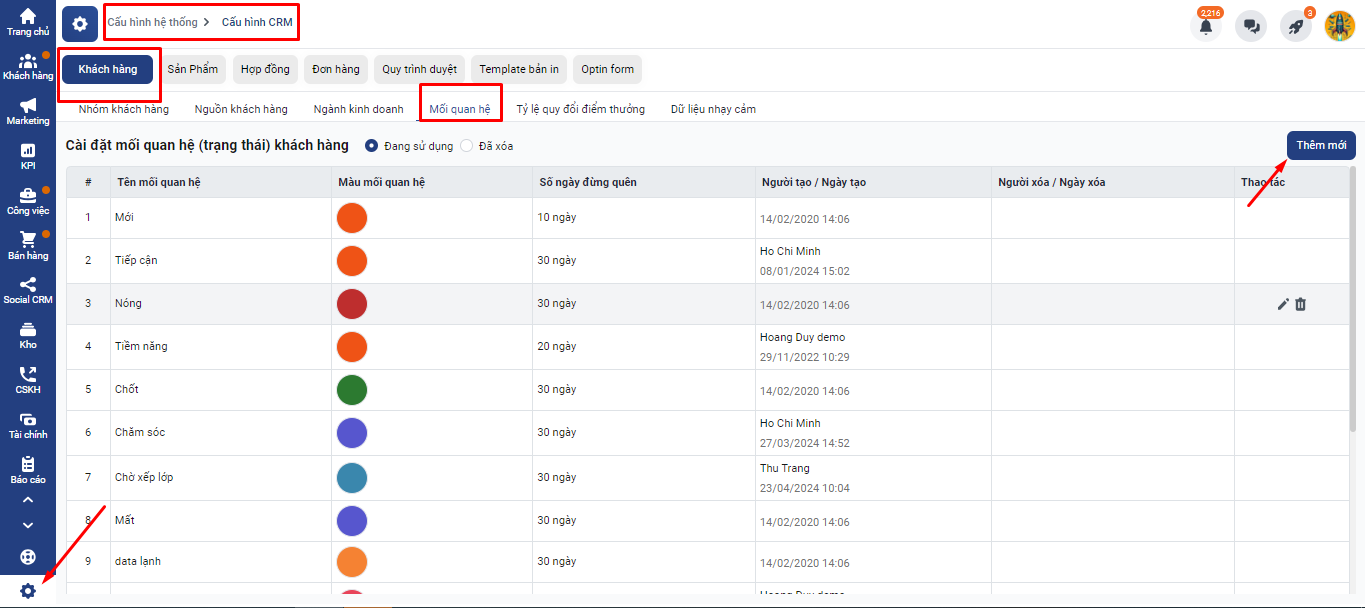 Trang chủ
Khách hàng
Marketing
KPI
Công việc
Bán hàng
Social CRM
Kho
CSKH
Tài chính
Báo cáo
Cấu hình hệ thống > Cấu hình CRM
2,216
3
Khách hàng Sản Phẩm Hợp đồng Đơn hàng Quy trình duyệt Template bản in Optin form
Nhóm khách hàng Nguồn khách hàng Ngành kinh doanh Mối quan hệ Tỷ lệ quy đổi điểm thưởng Dữ liệu nhạy cảm
Cài đặt mối quan hệ (trạng thái) khách hàng Đang sử dụng Đã xóa Thêm mới
# Tên mối quan hệ Màu mối quan hệ Số ngày đừng quên Người tạo / Ngày tạo Người xóa / Ngày xóa Thao tác
1 Mới 10 ngày 14/02/2020 14:06
2 Tiếp cận 30 ngày Ho Chi Minh
08/01/2024 15:02
3 Nóng 30 ngày 14/02/2020 14:06
4 Tiềm năng 20 ngày Hoang Duy demo
29/11/2022 10:29
5 Chốt 30 ngày 14/02/2020 14:06
6 Chăm sóc 30 ngày Ho Chi Minh
27/03/2024 14:52
7 Chờ xếp lớp 30 ngày Thu Trang
23/04/2024 10:04
8 Mất 30 ngày 14/02/2020 14:06
9 data lạnh 30 ngày 14/02/2020 14:06
Hoang Duy demo